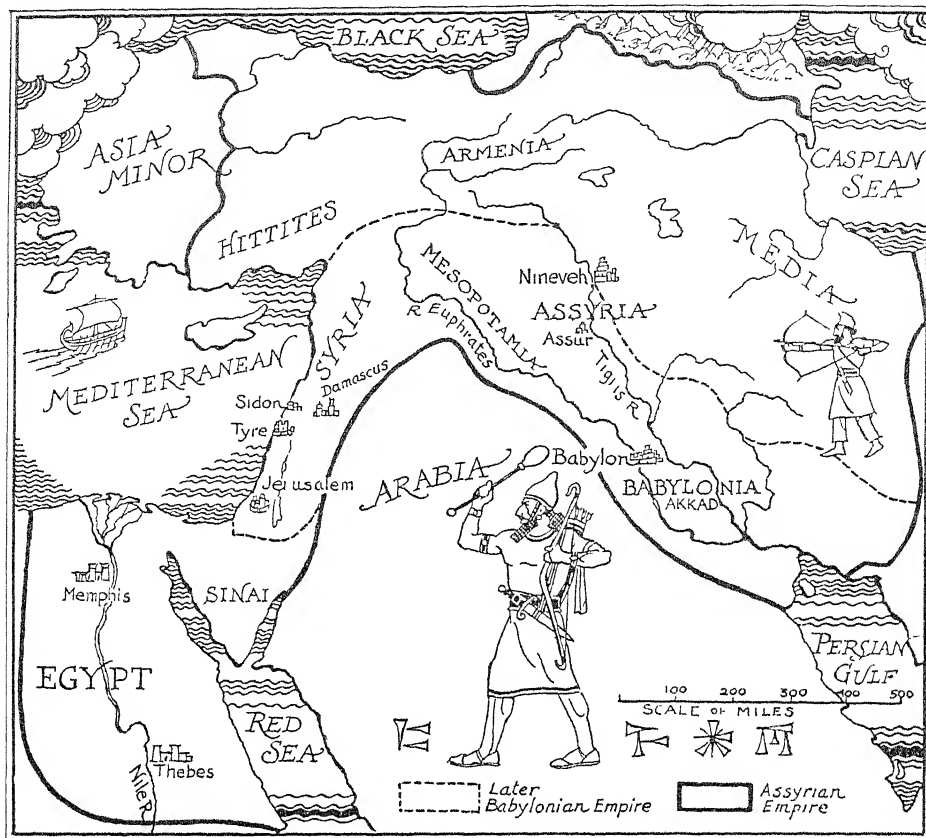 BLACK SEA
ASIA
MINOR
ARMENIA
CASPIAN
SEA
HITTITES
MEDIA
Nineveh
MESOPOTAMIA
ASSYRIA
Assur
R Euphrates
Tigris R
SYRIA
MEDITERRANEAN
SEA
Damascus
Sidon
Tyre
Jerusalem
ARABIA
Babylon
BABYLONIA
AKKAD
Memphis
SINAI
EGYPT
PERSIAN
GULF
RED
SEA
Thebes
Nile R
100 200 300 400 500
SCALE OF MILES
Later
Babylonian Empire
Assyrian
Empire